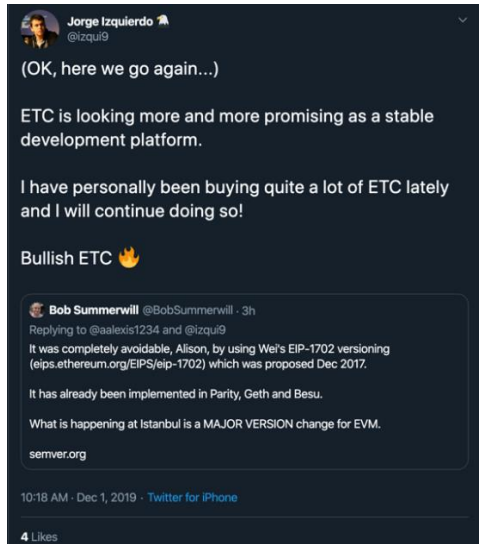 Jorge Izquierdo 🦅
@izqui9
(OK, here we go again...)
ETC is looking more and more promising as a stable
development platform.
I have personally been buying quite a lot of ETC lately
and I will continue doing so!
Bullish ETC 🔥
Bob Summerwill @BobSummerwill · 3h
Replying to @aalexis1234 and @izqui9
It was completely avoidable, Alison, by using Wei's EIP-1702 versioning
(eips.ethereum.org/EIPS/eip-1702) which was proposed Dec 2017.
It has already been implemented in Parity, Geth and Besu.
What is happening at Istanbul is a MAJOR VERSION change for EVM.
semver.org
10:18 AM · Dec 1, 2019 · Twitter for iPhone
4 Likes